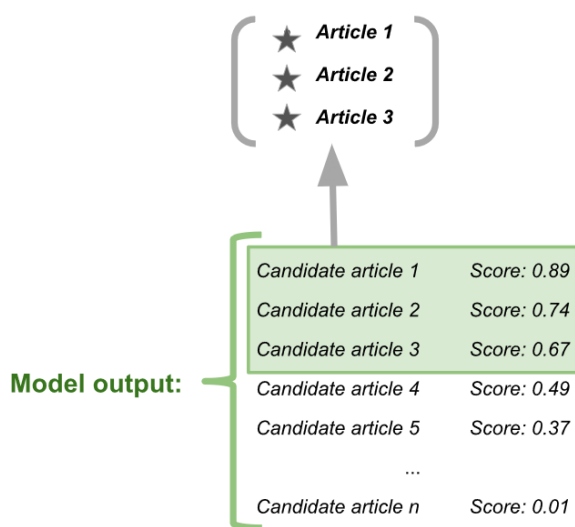 Article 1
Article 2
Article 3
Candidate article 1 Score: 0.89
Candidate article 2 Score: 0.74
Candidate article 3 Score: 0.67
Model output:
Candidate article 4 Score: 0.49
Candidate article 5 Score: 0.37
...
Candidate article n Score: 0.01